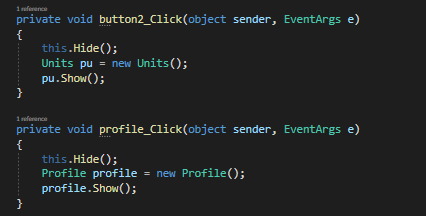 1 reference
private void button2_Click(object sender, EventArgs e)
{
this.Hide();
Units pu = new Units();
pu.Show();
}
1 reference
private void profile_Click(object sender, EventArgs e)
{
this.Hide();
Profile profile = new Profile();
profile.Show();
}